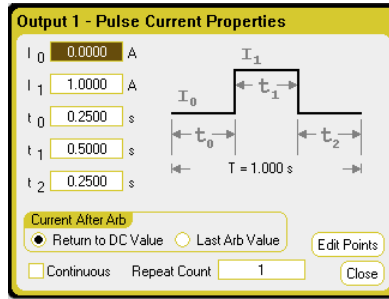 Output 1 - Pulse Current Properties
I 0 0.0000 A
I 1 1.0000 A
t 0 0.2500 s
t 1 0.5000 s
t 2 0.2500 s
I1
I0
t1
t0
t2
T = 1.000 s
Current After Arb
Return to DC Value Last Arb Value
Edit Points
Continuous Repeat Count 1
Close